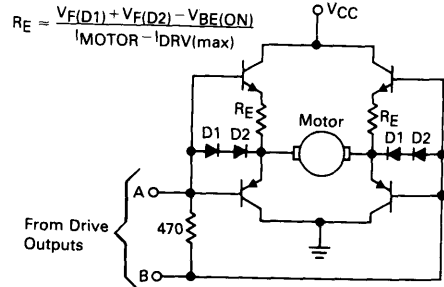 R_E = V_F(D1) + V_F(D2) − V_BE(ON) / I_MOTOR − I_DRV(max)
VCC
R_E
R_E
Motor
D1 D2
D1 D2
A
470
From Drive
Outputs
B